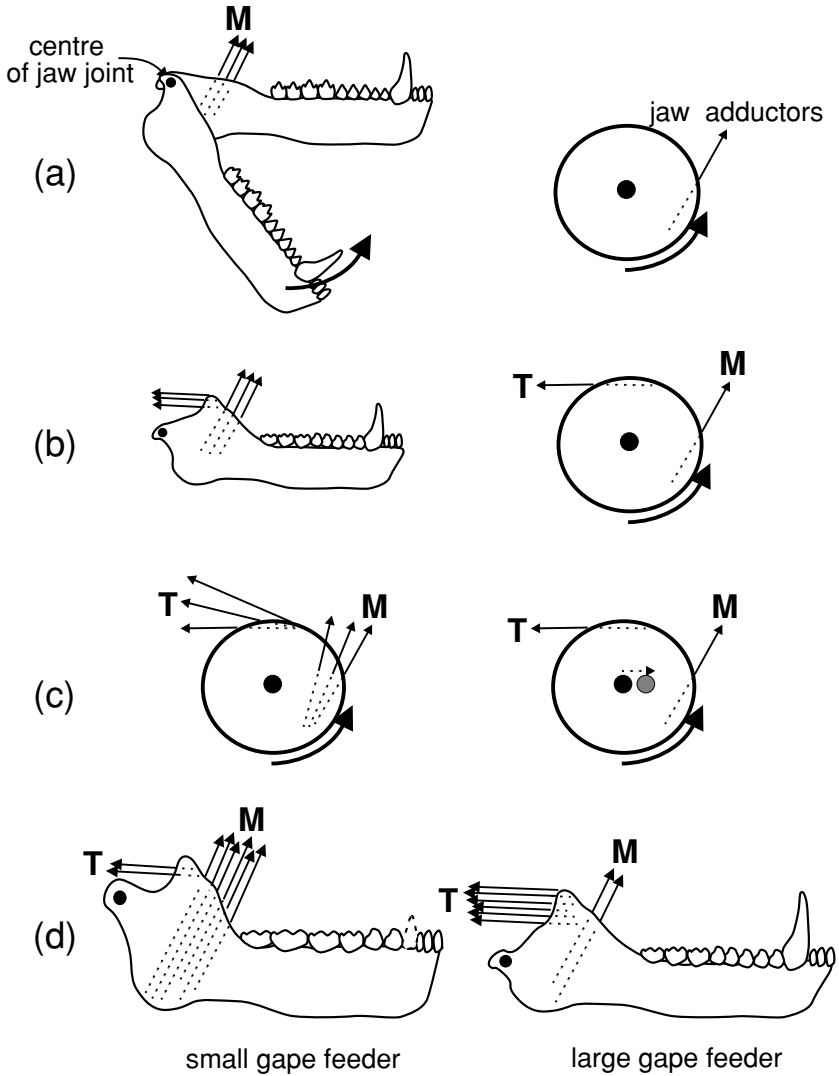 M
centre
of jaw joint
jaw adductors
(a)
M
T
(b)
T
M
T
M
(c)
M
T
M
T
(d)
small gape feeder
large gape feeder